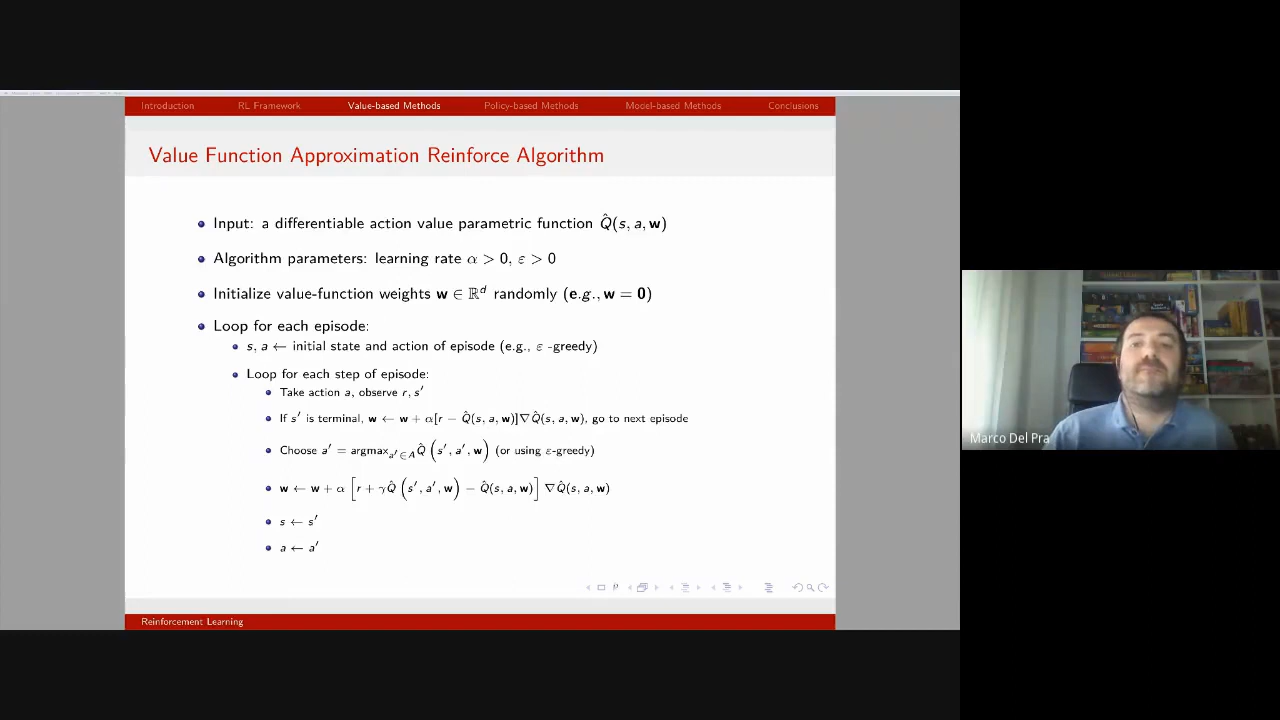 Introduction RL Framework Value-based Methods Policy-based Methods Model-based Methods Conclusions
Value Function Approximation Reinforce Algorithm
Input: a differentiable action value parametric function Q̂(s, a, w)
Algorithm parameters: learning rate α > 0, ε > 0
Initialize value-function weights w ∈ ℝᵈ randomly (e.g., w = 0)
Loop for each episode:
s, a ← initial state and action of episode (e.g., ε -greedy)
Loop for each step of episode:
Take action a, observe r, s′
If s′ is terminal, w ← w + α[r − Q̂(s, a, w)]∇Q̂(s, a, w), go to next episode
Choose a′ = argmaxₐ′∈A Q̂ (s′, a′, w) (or using ε-greedy)
w ← w + α [r + γQ̂ (s′, a′, w) − Q̂(s, a, w)] ∇Q̂(s, a, w)
s ← s′
a ← a′
Reinforcement Learning
Marco Del Pra